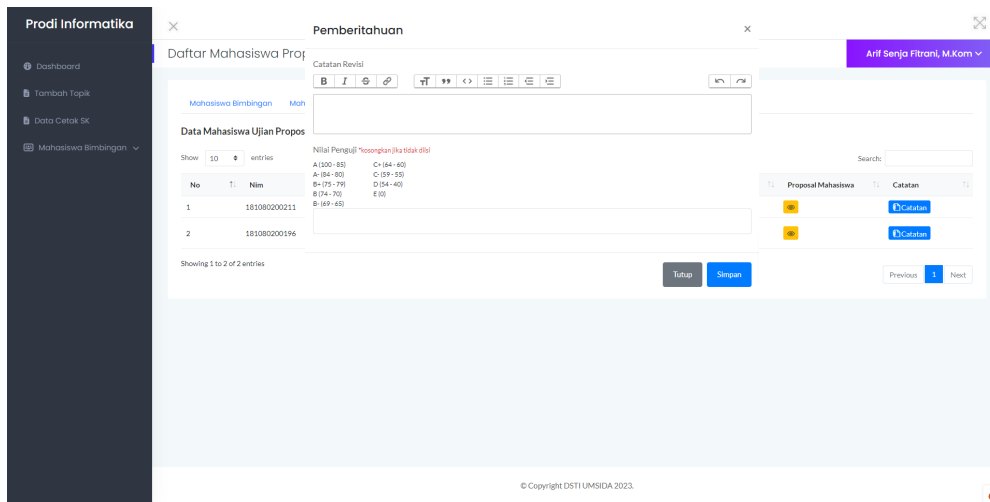 Prodi Informatika
Dashboard
Tambah Topik
Data Cetak SK
Mahasiswa Bimbingan
Daftar Mahasiswa Prop
Arif Senja Fitrani, M.Kom
Mahasiswa Bimbingan Mah
Data Mahasiswa Ujian Propos
Show 10 entries
Search:
No Nim Proposal Mahasiswa Catatan
1 181080200211 Catatan
2 181080200196 Catatan
Showing 1 to 2 of 2 entries
Previous 1 Next
Pemberitahuan
Catatan Revisi
Nilai Penguji *kosongkan jika tidak diisi
A (100 - 85) C+ (64 - 60)
A- (84 - 80) C- (59 - 55)
B+ (75 - 79) D (54 - 40)
B (74 - 70) E (0)
B- (69 - 65)
Tutup Simpan
© Copyright DSTI UMSIDA 2023.